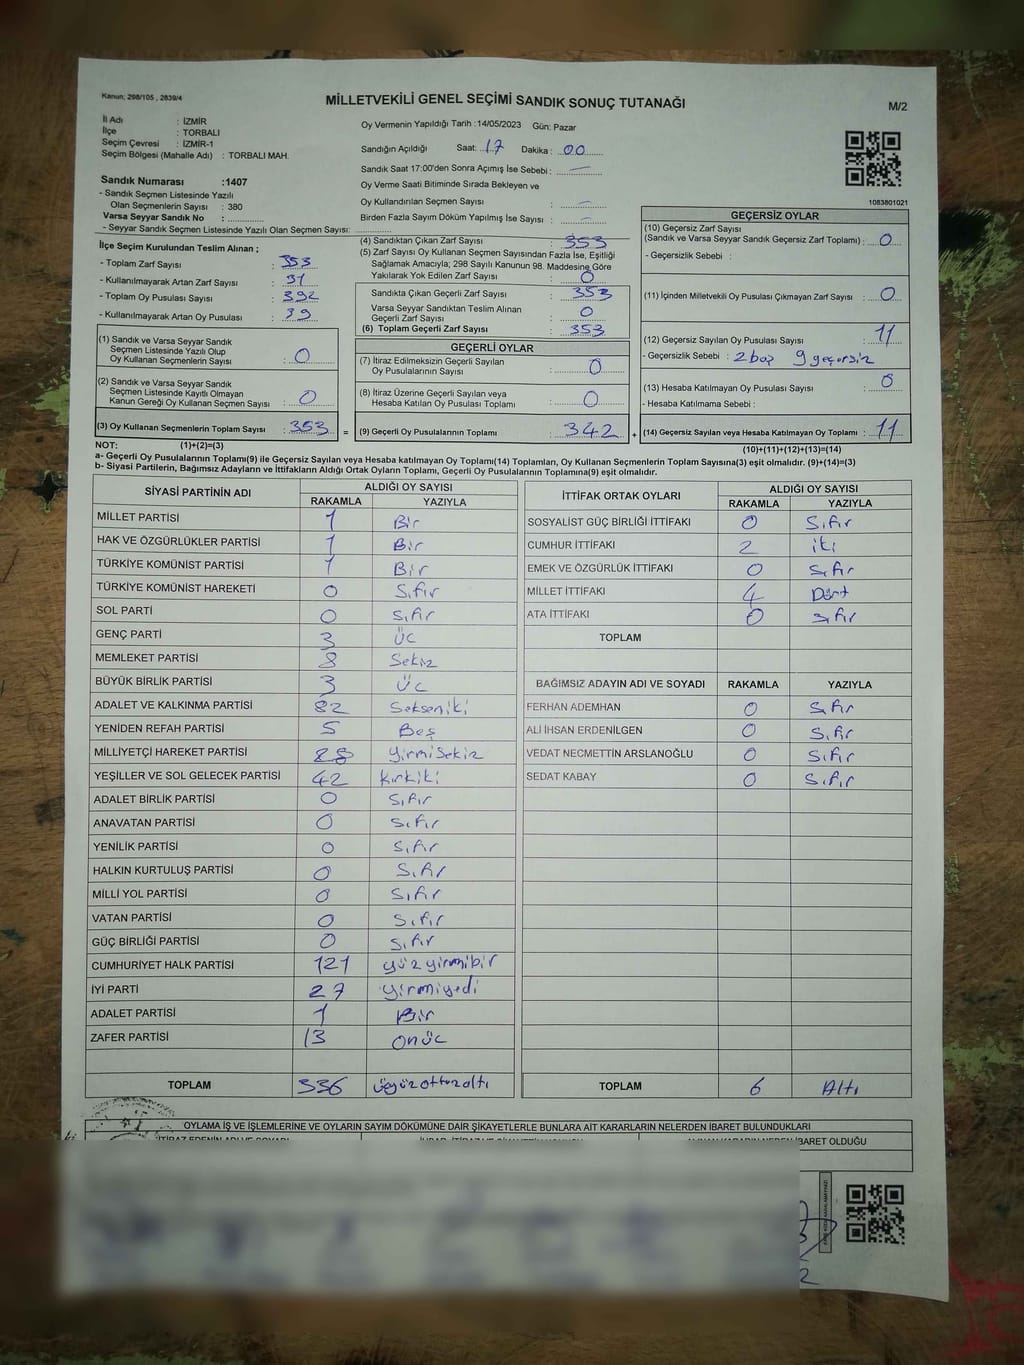 Kanun; 298/105 , 2839/4
MİLLETVEKİLİ GENEL SEÇİMİ SANDIK SONUÇ TUTANAĞI
M/2
İl Adı : İZMİR
İlçe : TORBALI
Seçim Çevresi : İZMİR-1
Seçim Bölgesi (Mahalle Adı) : TORBALI MAH.
Sandık Numarası :1407
- Sandık Seçmen Listesinde Yazılı
Olan Seçmenlerin Sayısı : 380
Varsa Seyyar Sandık No :
- Seyyar Sandık Seçmen Listesinde Yazılı Olan Seçmen Sayısı:
Oy Vermenin Yapıldığı Tarih :14/05/2023 Gün: Pazar
Sandığın Açıldığı Saat: 17 Dakika : 00
Sandık Saat 17:00'den Sonra Açımış İse Sebebi : —
Oy Verme Saati Bitiminde Sırada Bekleyen ve
Oy Kullandırılan Seçmen Sayısı : —
Birden Fazla Sayım Döküm Yapılmış İse Sayısı : —
1083801021
İlçe Seçim Kurulundan Teslim Alınan ;
- Toplam Zarf Sayısı : 353
- Kullanılmayarak Artan Zarf Sayısı : 31
- Toplam Oy Pusulası Sayısı : 392
- Kullanılmayarak Artan Oy Pusulası : 39
(1) Sandık ve Varsa Seyyar Sandık
Seçmen Listesinde Yazılı Olup
Oy Kullanan Seçmenlerin Sayısı : 0
(2) Sandık ve Varsa Seyyar Sandık
Seçmen Listesinde Kayıtlı Olmayan
Kanun Gereği Oy Kullanan Seçmen Sayısı : 0
(3) Oy Kullanan Seçmenlerin Toplam Sayısı : 353 =
(4) Sandıktan Çıkan Zarf Sayısı : 353
(5) Zarf Sayısı Oy Kullanan Seçmen Sayısından Fazla İse, Eşitliği
Sağlamak Amacıyla; 298 Sayılı Kanunun 98. Maddesine Göre
Yakılarak Yok Edilen Zarf Sayısı : 0
Sandıkta Çıkan Geçerli Zarf Sayısı : 353
Varsa Seyyar Sandıktan Teslim Alınan
Geçerli Zarf Sayısı : 0
(6) Toplam Geçerli Zarf Sayısı : 353
GEÇERLİ OYLAR
(7) İtiraz Edilmeksizin Geçerli Sayılan
Oy Pusulalarının Sayısı : 0
(8) İtiraz Üzerine Geçerli Sayılan veya
Hesaba Katılan Oy Pusulası Toplamı : 0
(9) Geçerli Oy Pusulalarının Toplamı : 342 +
GEÇERSİZ OYLAR
(10) Geçersiz Zarf Sayısı
(Sandık ve Varsa Seyyar Sandık Geçersiz Zarf Toplamı) : 0
- Geçersizlik Sebebi :
(11) İçinden Milletvekili Oy Pusulası Çıkmayan Zarf Sayısı : 0
(12) Geçersiz Sayılan Oy Pusulası Sayısı : 11
- Geçersizlik Sebebi : 2 boş 9 geçersiz
(13) Hesaba Katılmayan Oy Pusulası Sayısı : 0
- Hesaba Katılmama Sebebi :
(14) Geçersiz Sayılan veya Hesaba Katılmayan Oy Toplamı : 11
NOT: (1)+(2)=(3) (10)+(11)+(12)+(13)=(14)
a- Geçerli Oy Pusulalarının Toplamı(9) ile Geçersiz Sayılan veya Hesaba katılmayan Oy Toplamı(14) Toplamları, Oy Kullanan Seçmenlerin Toplam Sayısına(3) eşit olmalıdır. (9)+(14)=(3)
b- Siyasi Partilerin, Bağımsız Adayların ve İttifakların Aldığı Ortak Oyların Toplamı, Geçerli Oy Pusulalarının Toplamına(9) eşit olmalıdır.
SİYASİ PARTİNİN ADI ALDIĞI OY SAYISI
RAKAMLA YAZIYLA
MİLLET PARTİSİ 1 Bir
HAK VE ÖZGÜRLÜKLER PARTİSİ 1 Bir
TÜRKİYE KOMÜNİST PARTİSİ 1 Bir
TÜRKİYE KOMÜNİST HAREKETİ 0 Sıfır
SOL PARTİ 0 Sıfır
GENÇ PARTİ 3 Üç
MEMLEKET PARTİSİ 8 Sekiz
BÜYÜK BİRLİK PARTİSİ 3 Üç
ADALET VE KALKINMA PARTİSİ 82 Seksen iki
YENİDEN REFAH PARTİSİ 5 Beş
MİLLİYETÇİ HAREKET PARTİSİ 28 Yirmi Sekiz
YEŞİLLER VE SOL GELECEK PARTİSİ 42 Kırk iki
ADALET BİRLİK PARTİSİ 0 Sıfır
ANAVATAN PARTİSİ 0 Sıfır
YENİLİK PARTİSİ 0 Sıfır
HALKIN KURTULUŞ PARTİSİ 0 Sıfır
MİLLİ YOL PARTİSİ 0 Sıfır
VATAN PARTİSİ 0 Sıfır
GÜÇ BİRLİĞİ PARTİSİ 0 Sıfır
CUMHURİYET HALK PARTİSİ 121 yüz yirmi bir
İYİ PARTİ 27 yirmi yedi
ADALET PARTİSİ 1 Bir
ZAFER PARTİSİ 13 on üç
TOPLAM 336 üçyüz ottuz altı
İTTİFAK ORTAK OYLARI ALDIĞI OY SAYISI
RAKAMLA YAZIYLA
SOSYALİST GÜÇ BİRLİĞİ İTTİFAKI 0 Sıfır
CUMHUR İTTİFAKI 2 iki
EMEK VE ÖZGÜRLÜK İTTİFAKI 0 Sıfır
MİLLET İTTİFAKI 4 Dört
ATA İTTİFAKI 0 Sıfır
TOPLAM
BAĞIMSIZ ADAYIN ADI VE SOYADI RAKAMLA YAZIYLA
FERHAN ADEMHAN 0 Sıfır
ALİ İHSAN ERDENİLGEN 0 Sıfır
VEDAT NECMETTİN ARSLANOĞLU 0 Sıfır
SEDAT KABAY 0 Sıfır
TOPLAM 6 Altı
OYLAMA İŞ VE İŞLEMLERİNE VE OYLARIN SAYIM DÖKÜMÜNE DAİR ŞİKAYETLERLE BUNLARA AİT KARARLARIN NELERDEN İBARET BULUNDUKLARI
İBARET OLDUĞU